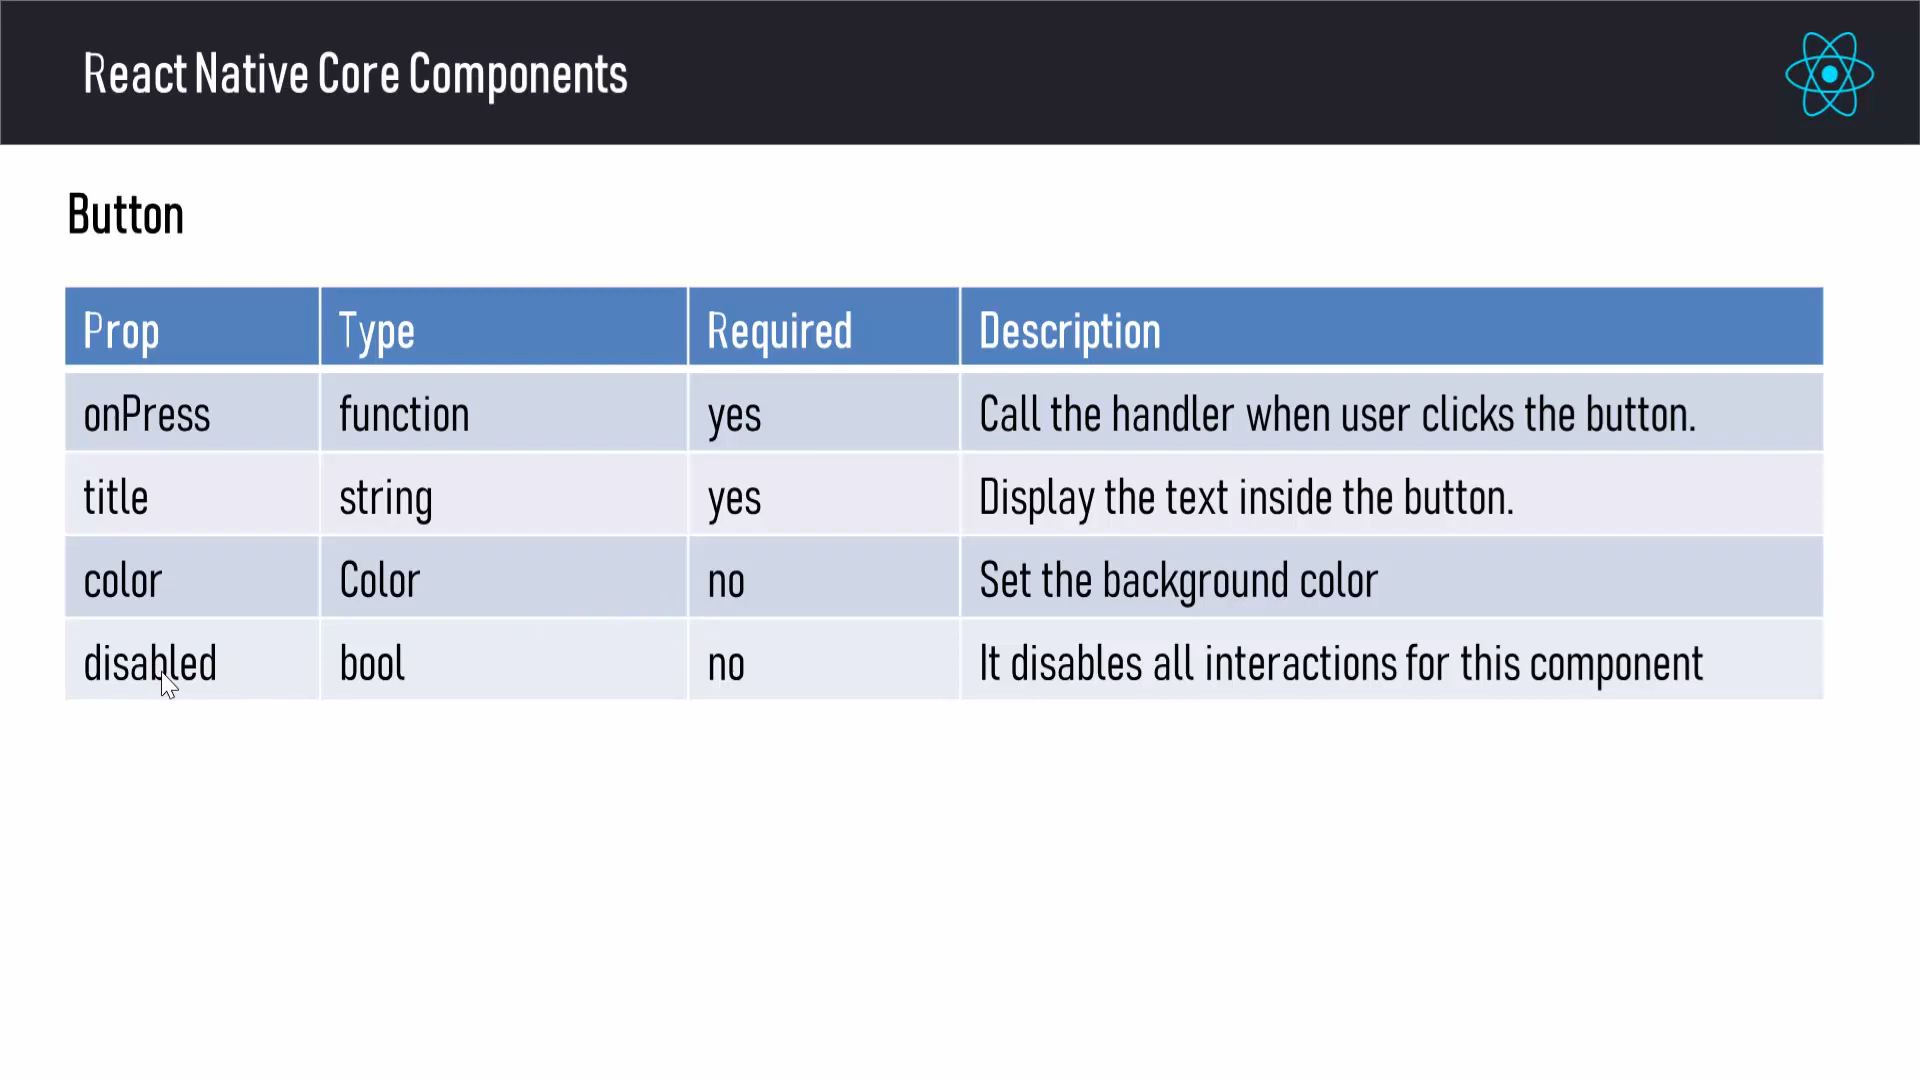 React Native Core Components
Button
Prop Type Required Description
onPress function yes Call the handler when user clicks the button.
title string yes Display the text inside the button.
color Color no Set the background color
disabled bool no It disables all interactions for this component